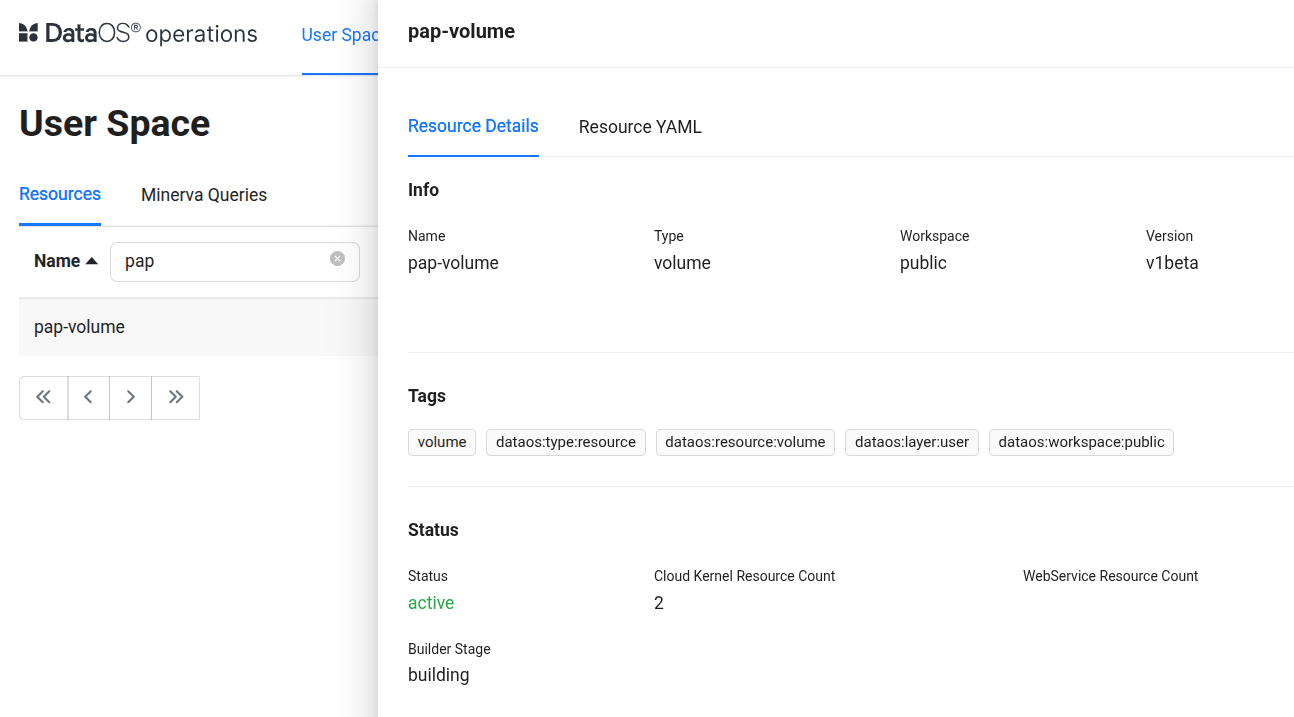 DataOS® operations
User Spac
User Space
Resources Minerva Queries
Name pap
pap-volume
pap-volume
Resource Details Resource YAML
Info
Name Type Workspace Version
pap-volume volume public v1beta
Tags
volume dataos:type:resource dataos:resource:volume dataos:layer:user dataos:workspace:public
Status
Status Cloud Kernel Resource Count WebService Resource Count
active 2
Builder Stage
building